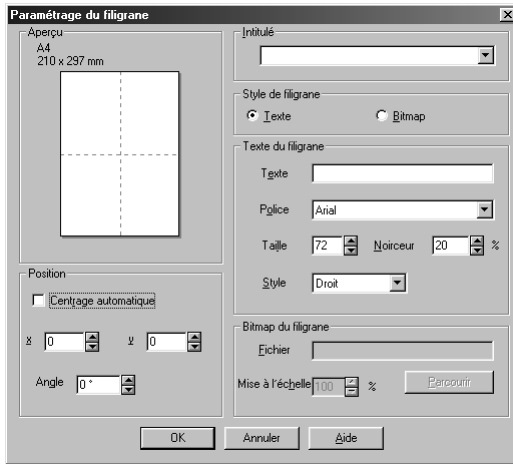 Paramétrage du filigrane
Aperçu
A4
210 x 297 mm
Position
Centrage automatique
x 0 y 0
Angle 0 °
Intitulé
Style de filigrane
Texte Bitmap
Texte du filigrane
Texte
Police Arial
Taille 72 Noirceur 20 %
Style Droit
Bitmap du filigrane
Fichier
Mise à l'échelle 100 % Parcourir
OK Annuler Aide